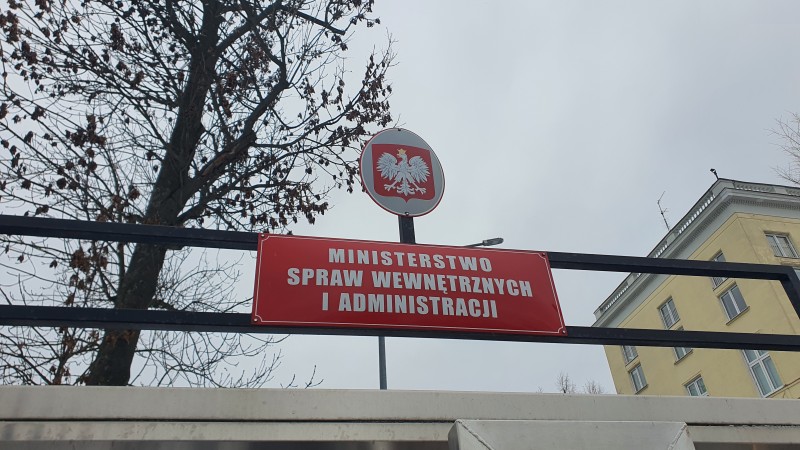 MINISTERSTWO
SPRAW WEWNĘTRZNYCH
I ADMINISTRACJI